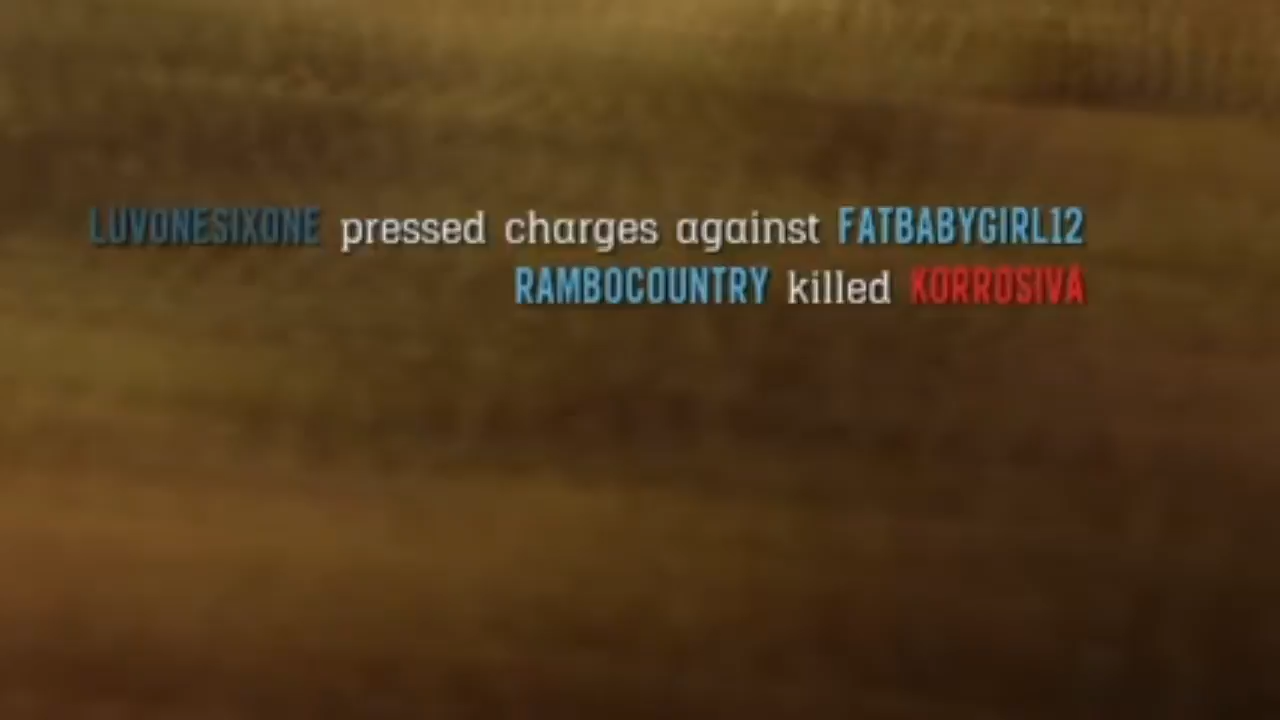 LUVONESIXONE pressed charges against FATBABYGIRL12
RAMBOCOUNTRY killed KORROSIVA